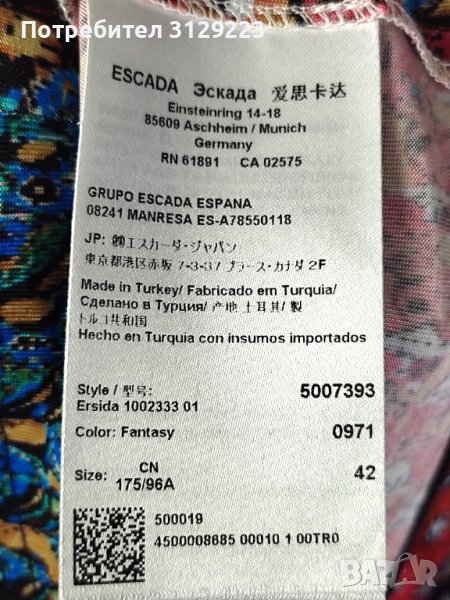 Потребител 3129223
ESCADA Эскада 爱思卡达
Einsteinring 14-18
85609 Aschheim / Munich
Germany
RN 61891 CA 02575
GRUPO ESCADA ESPANA
08241 MANRESA ES-A78550118
JP: ㈱エスカーダ・ジャパン
東京都港区赤坂 7-3-37 プラース・カナダ 2F
Made in Turkey/ Fabricado em Turquia/
Сделано в Турции/ 产地 土耳其/ 製
トルコ共和国
Hecho en Turquia con insumos importados
Style / 型号: 5007393
Ersida 1002333 01
Color: Fantasy 0971
Size: CN 42
175/96A
500019
4500008685 00010 1 00TR0
BAZAR